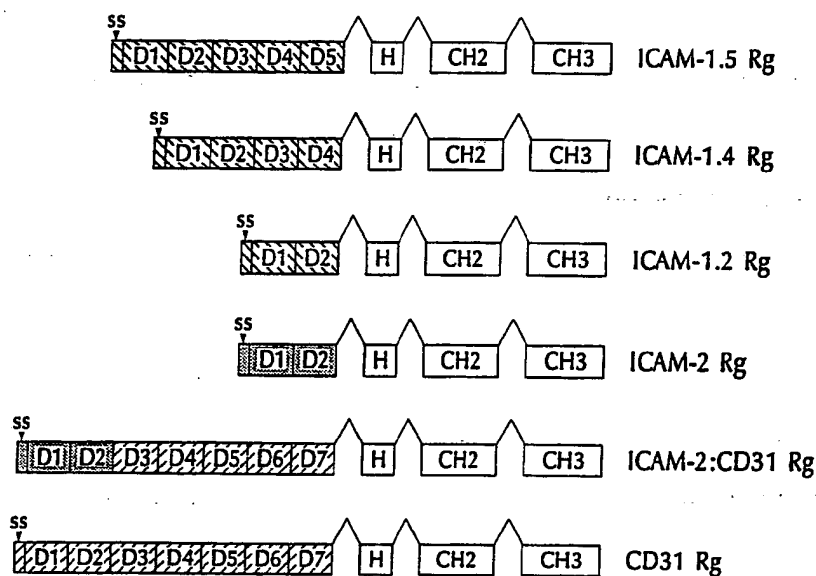 ss
D1 D2 D3 D4 D5 H CH2 CH3 ICAM-1.5 Rg
ss
D1 D2 D3 D4 H CH2 CH3 ICAM-1.4 Rg
ss
D1 D2 H CH2 CH3 ICAM-1.2 Rg
ss
D1 D2 H CH2 CH3 ICAM-2 Rg
ss
D1 D2 D3 D4 D5 D6 D7 H CH2 CH3 ICAM-2:CD31 Rg
ss
D1 D2 D3 D4 D5 D6 D7 H CH2 CH3 CD31 Rg